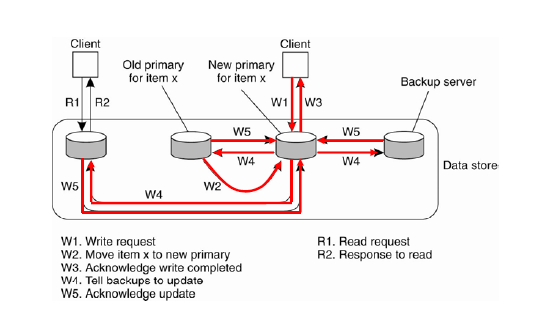 Client
Client
Old primary
for item x
New primary
for item x
Backup server
R1
R2
W1
W3
W5
W5
W4
W4
Data store
W5
W2
W4
W1. Write request
W2. Move item x to new primary
W3. Acknowledge write completed
W4. Tell backups to update
W5. Acknowledge update
R1. Read request
R2. Response to read